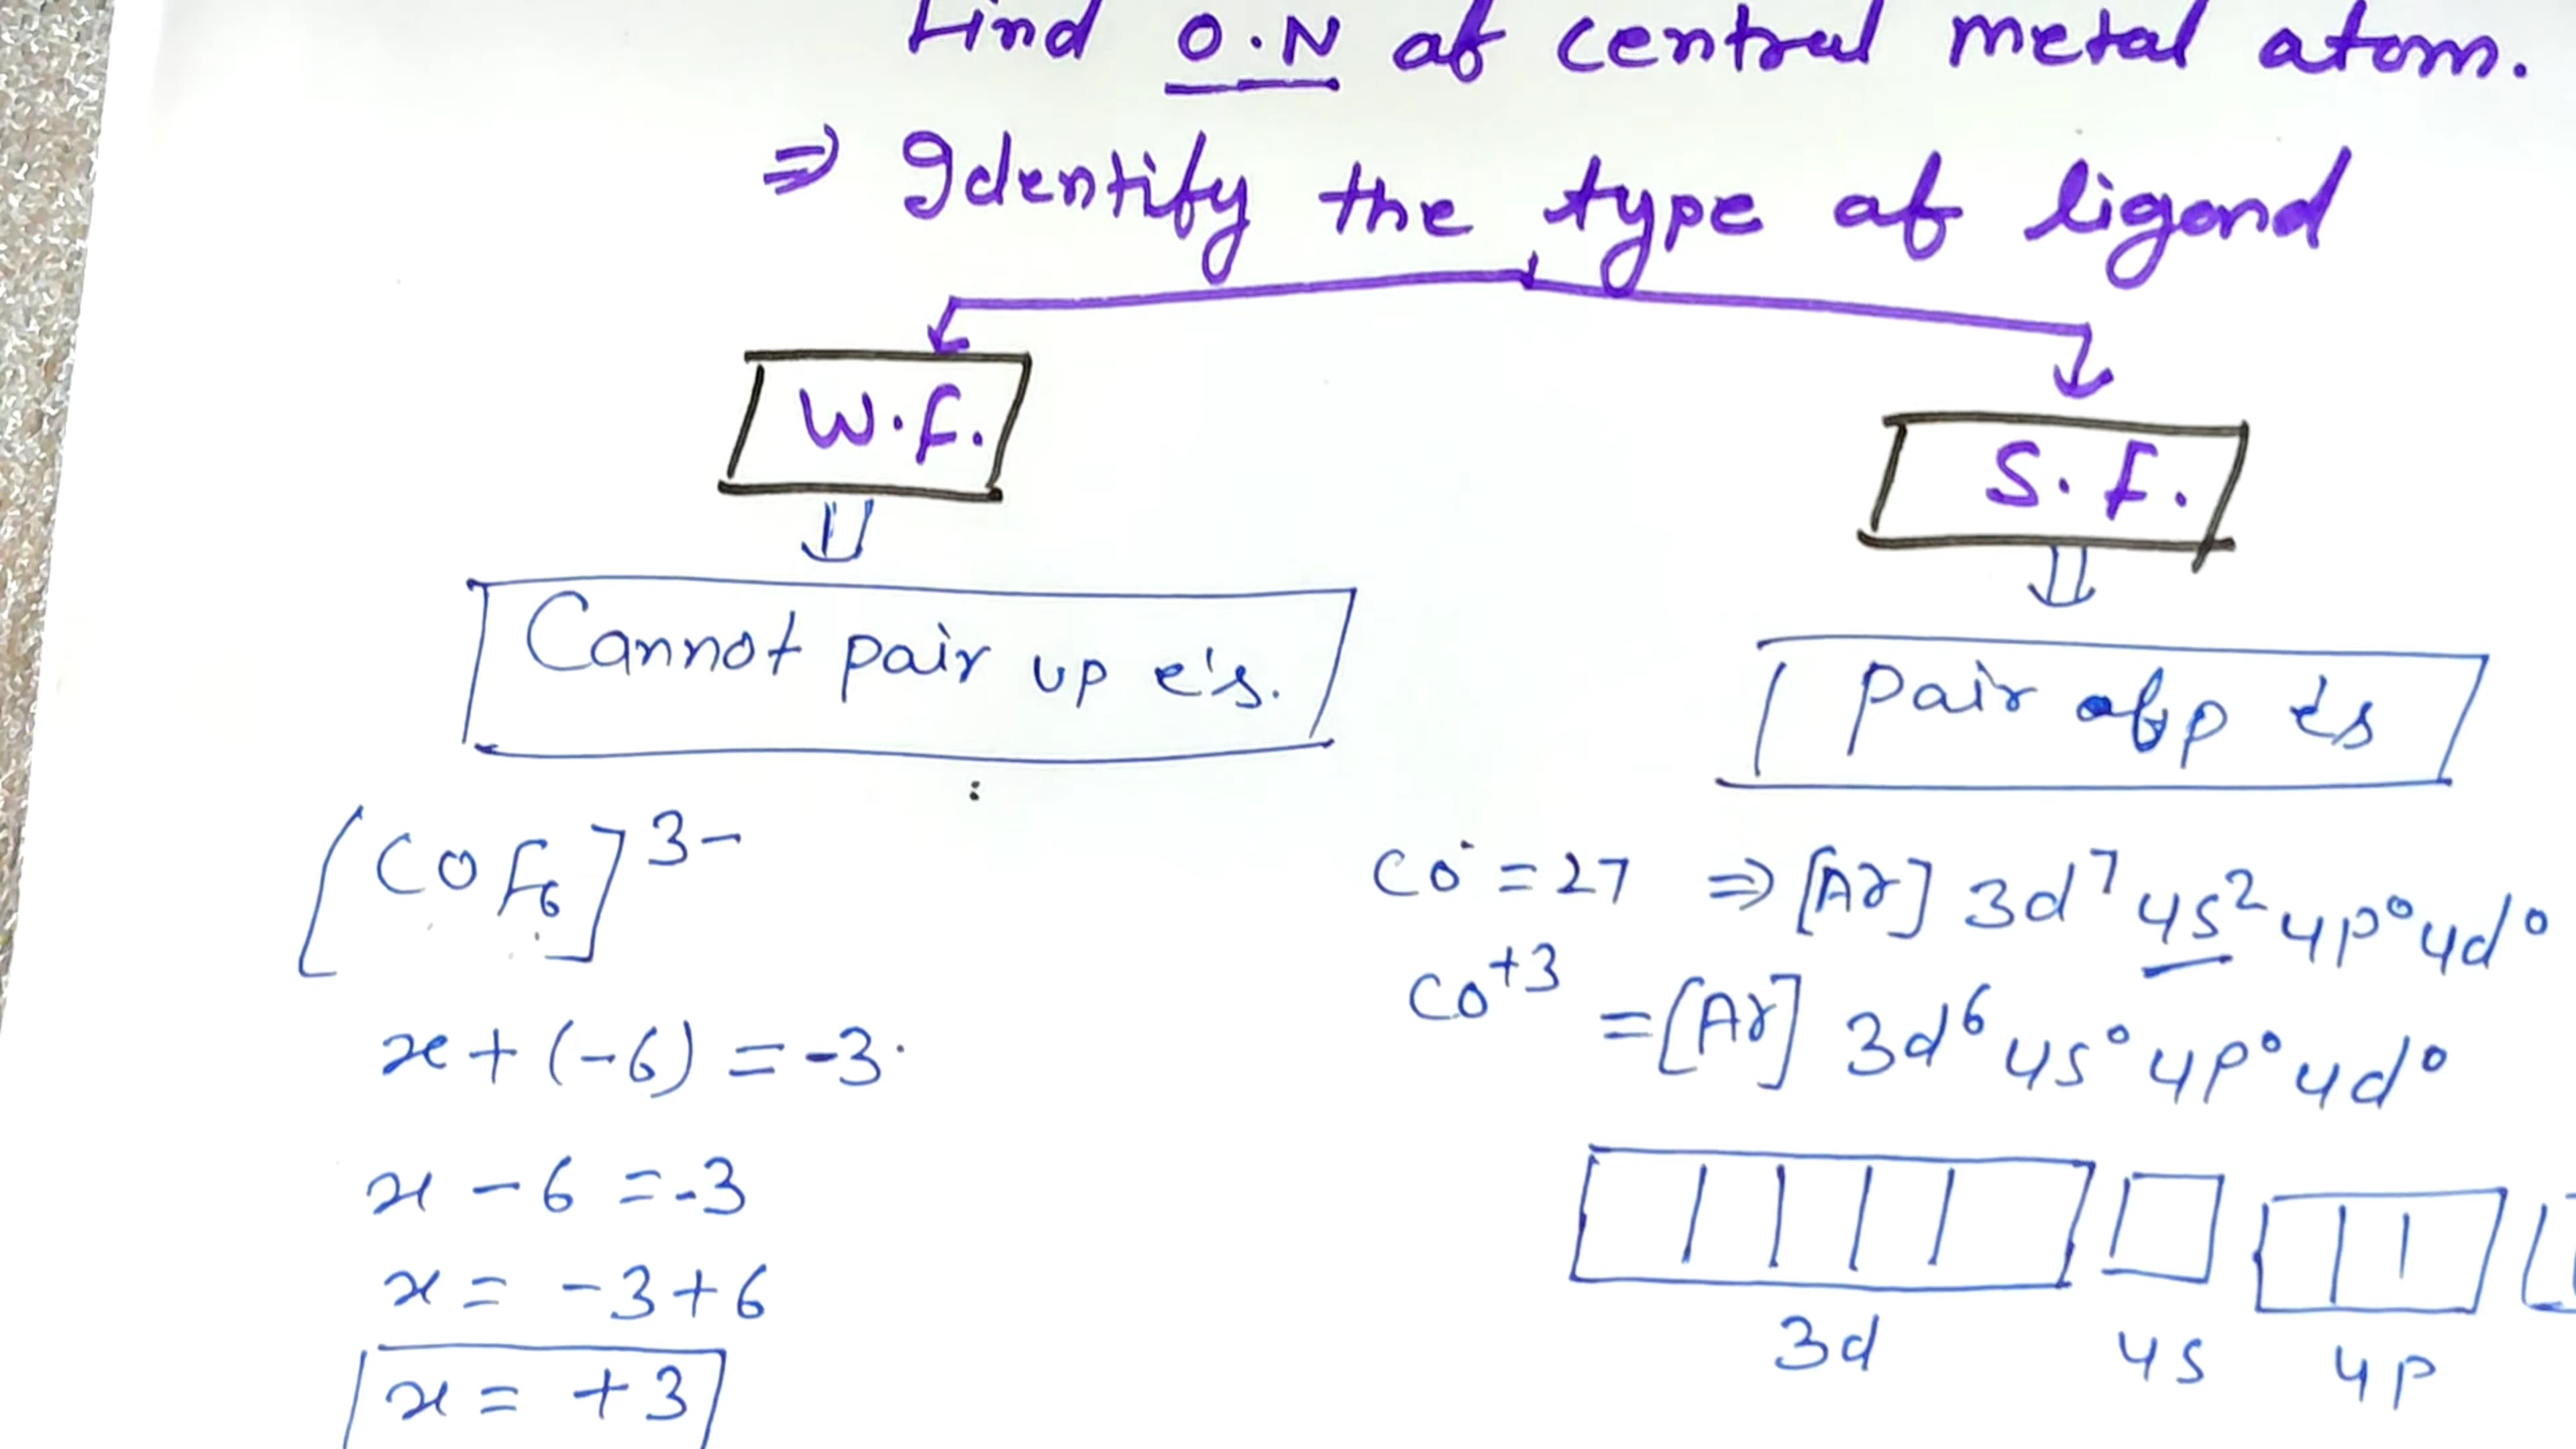 Find O.N of central metal atom.
⇒ Identify the type of ligand
W.F.
S.F.
Cannot pair up e's.
pair up e's
[COF₆]³⁻
CO = 27 ⇒ [Ar] 3d⁷ 4s² 4p⁰ 4d⁰
CO⁺³ = [Ar] 3d⁶ 4s⁰ 4p⁰ 4d⁰
x + (-6) = -3.
x - 6 = -3
x = -3+6
x = +3
3d 4s 4p